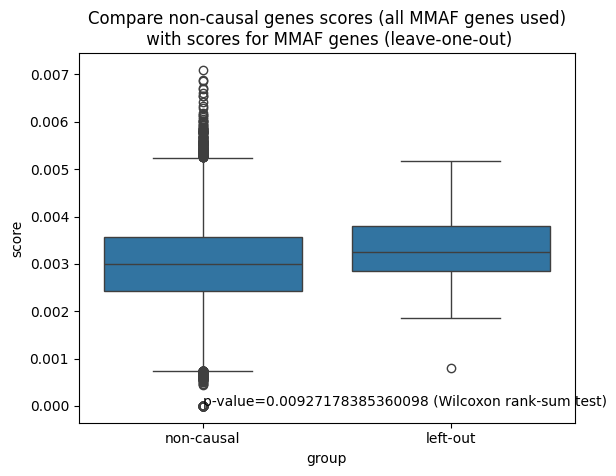 Compare non-causal genes scores (all MMAF genes used)
with scores for MMAF genes (leave-one-out)
0.007
0.006
0.005
0.004
0.003
0.002
0.001
0.000
score
p-value=0.00927178385360098 (Wilcoxon rank-sum test)
non-causal
left-out
group